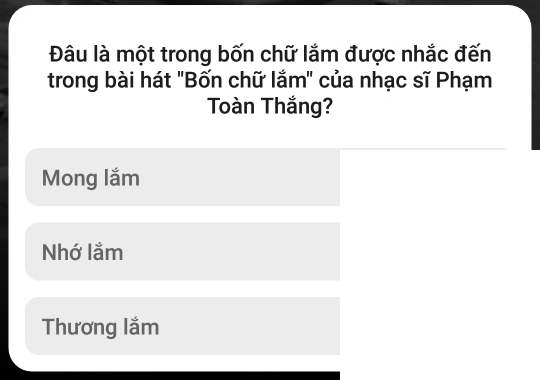 Đâu là một trong bốn chữ lắm được nhắc đến
trong bài hát "Bốn chữ lắm" của nhạc sĩ Phạm
Toàn Thắng?
Mong lắm
Nhớ lắm
Thương lắm